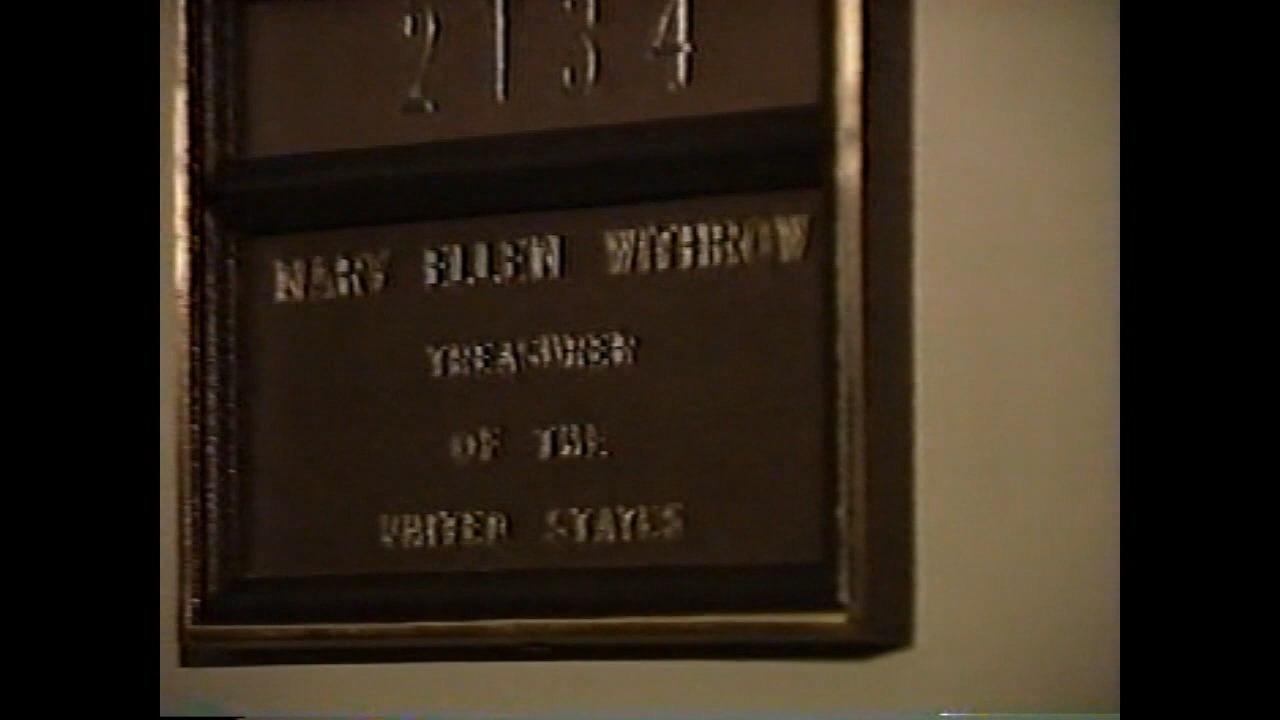 2134
MARY ELLEN WITHROW
TREASURER
OF THE
UNITED STATES